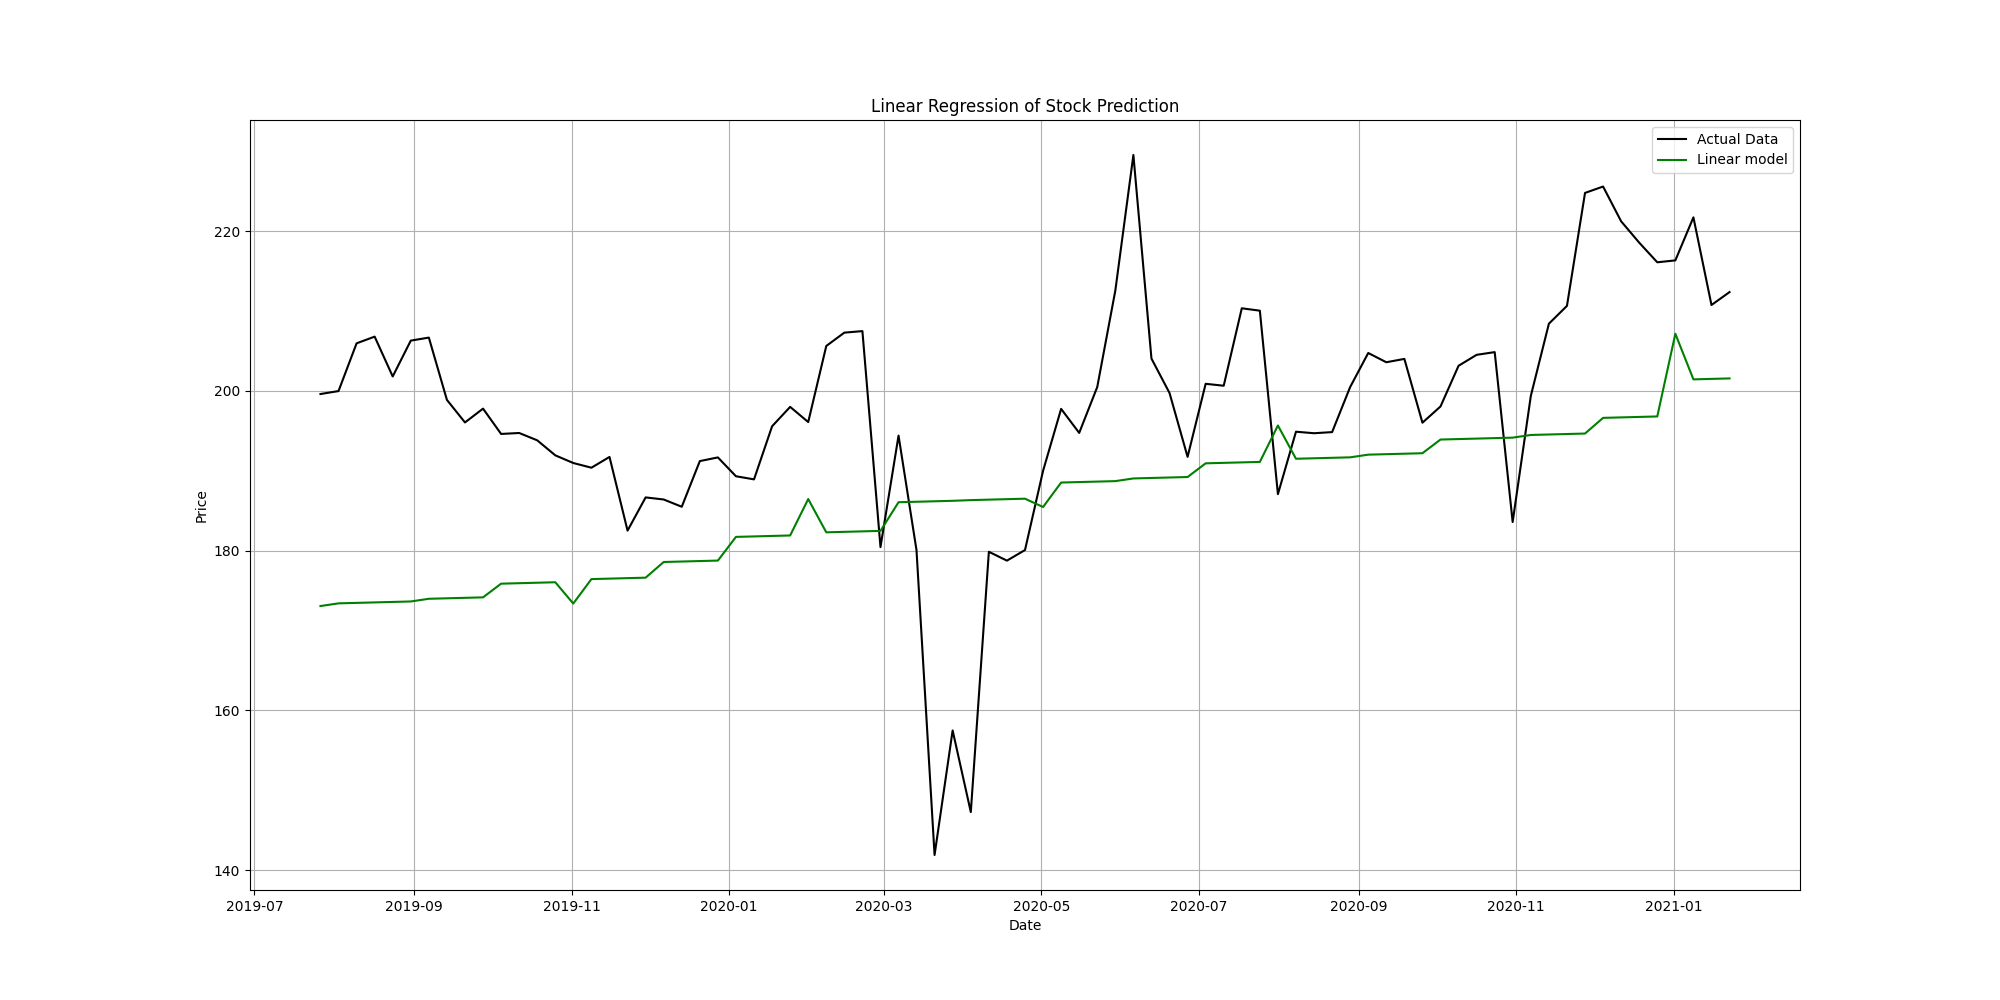 Linear Regression of Stock Prediction
Actual Data
Linear model
Price
220
200
180
160
140
2019-07 2019-09 2019-11 2020-01 2020-03 2020-05 2020-07 2020-09 2020-11 2021-01
Date